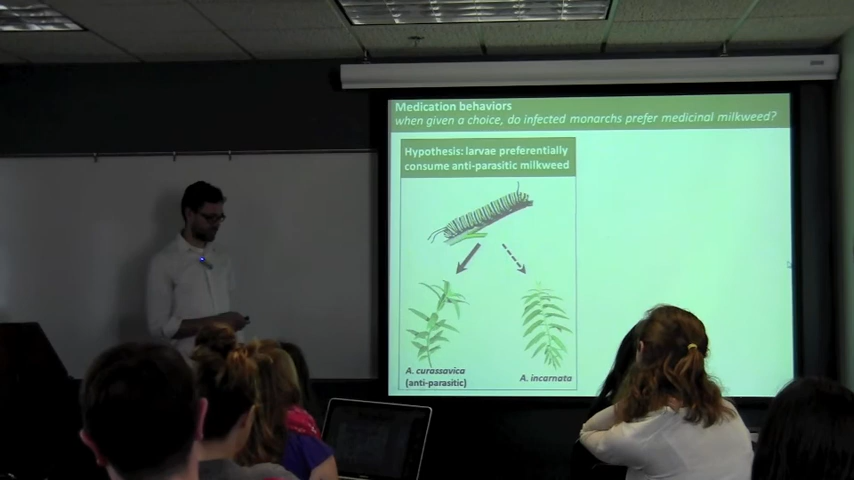 Medication behaviors
when given a choice, do infected monarchs prefer medicinal milkweed?
Hypothesis: larvae preferentially
consume anti-parasitic milkweed
A. curassavica
(anti-parasitic)
A. incarnata